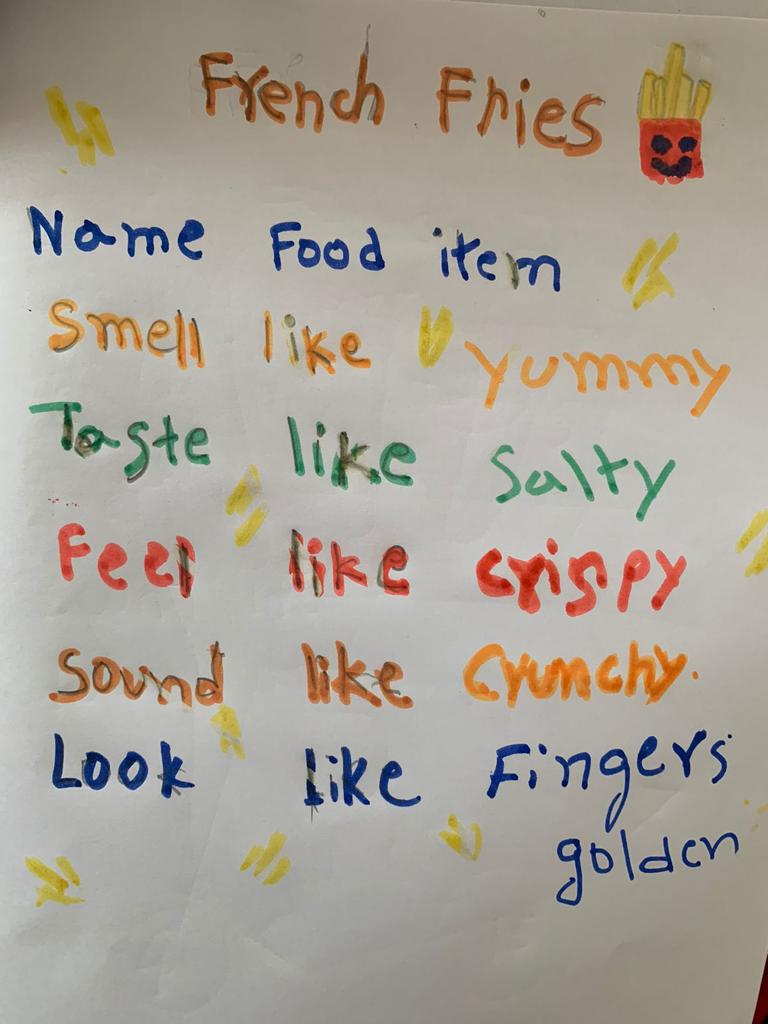 French Fries
Name Food item
Smell like yummy
Taste like Salty
Feel like crispy
Sound like Crunchy.
Look like Fingers
golden